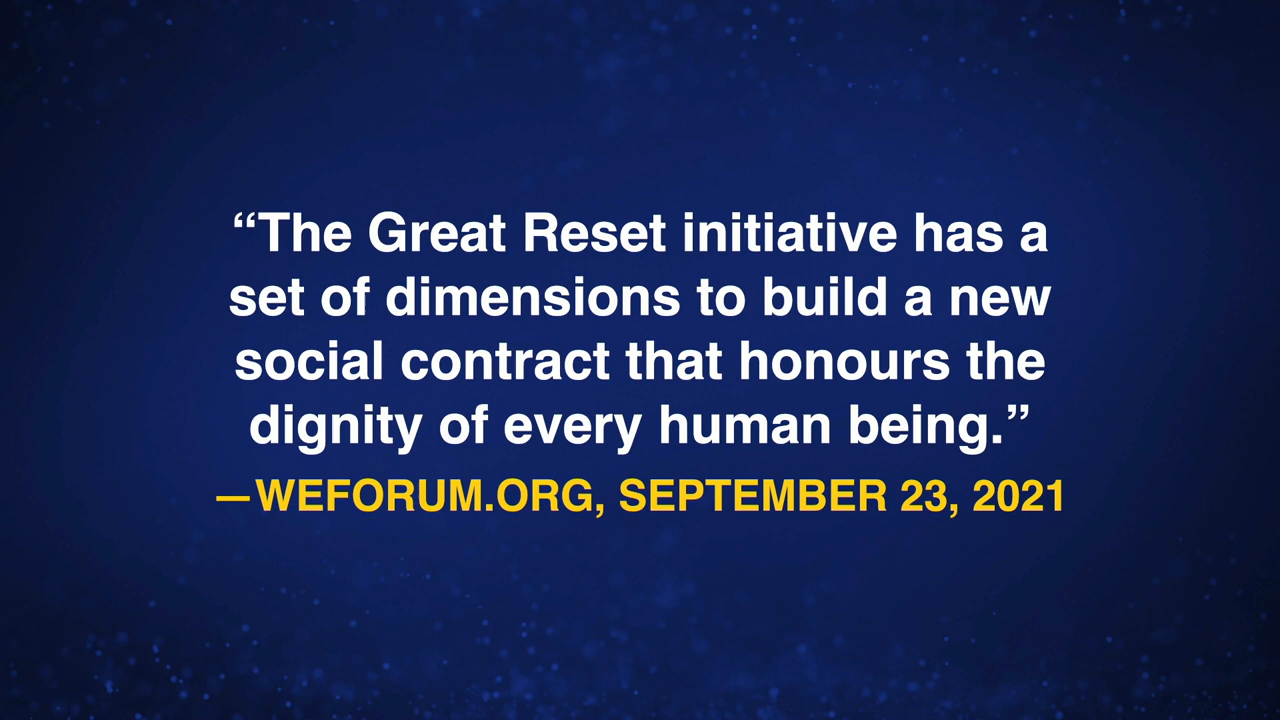 “The Great Reset initiative has a
set of dimensions to build a new
social contract that honours the
dignity of every human being.”
—WEFORUM.ORG, SEPTEMBER 23, 2021